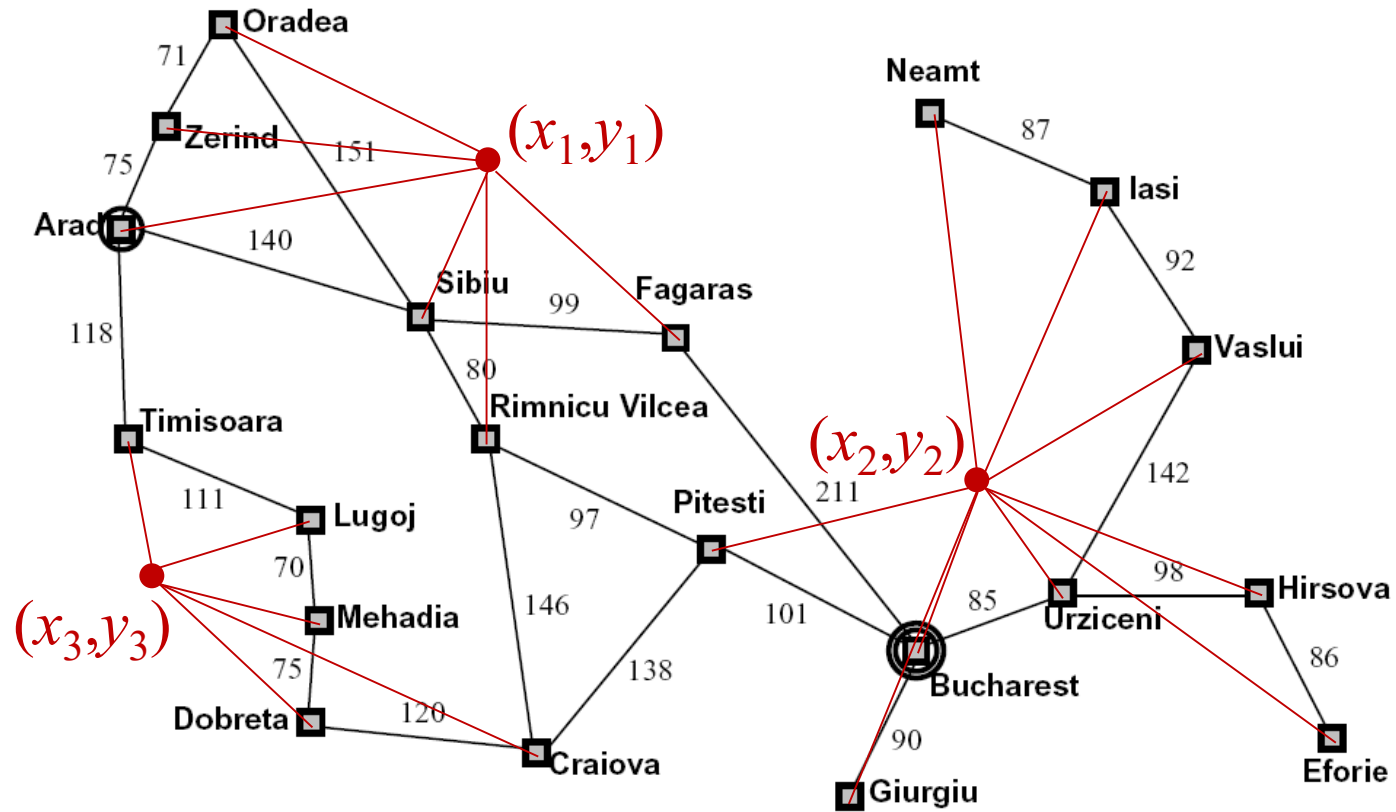 Oradea
71
Neamt
87
Zerind
151
(x₁,y₁)
75
Iasi
Arad
140
92
Sibiu
Fagaras
99
118
Vaslui
80
Timisoara
Rimnicu Vilcea
(x₂,y₂)
142
111
211
Pitesti
Lugoj
97
70
98
Hirsova
146
101
85
Urziceni
(x₃,y₃)
Mehadia
75
138
86
Bucharest
Dobreta
120
90
Craiova
Giurgiu
Eforie